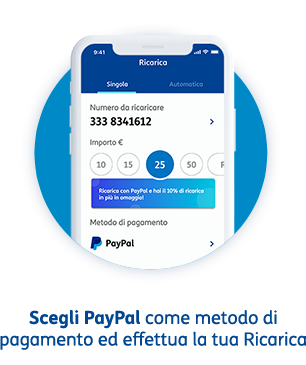 9:41
Ricarica
Singola Automatica
Numero da ricaricare
333 8341612
Importo €
10 15 25 50
Ricarica con PayPal e hai il 10% di ricarica
in più in omaggio!
Metodo di pagamento
PayPal
Scegli PayPal come metodo di
pagamento ed effettua la tua Ricarica